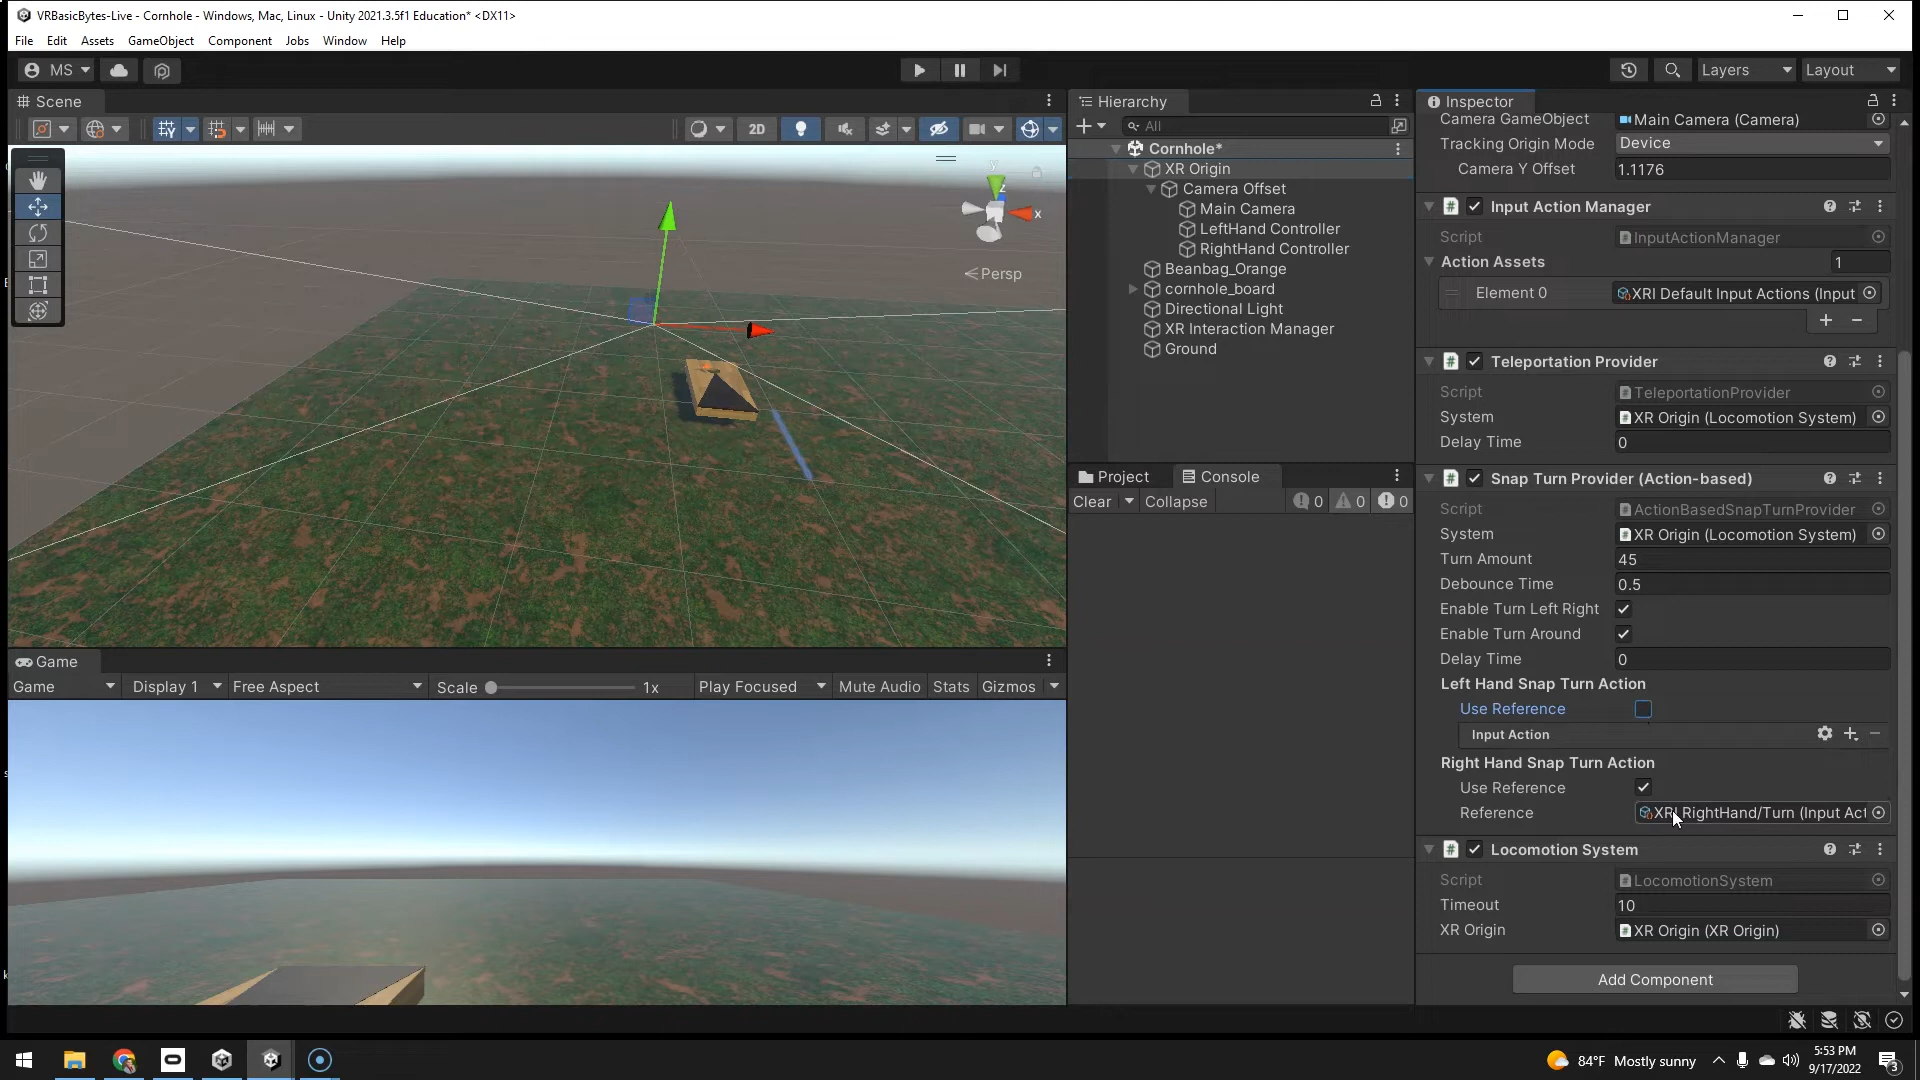 VRBasicBytes-Live - Cornhole - Windows, Mac, Linux - Unity 2021.3.5f1 Education* <DX11>
File Edit Assets GameObject Component Jobs Window Help
MS Layers Layout
Scene
2D
Y
Z
x
Persp
Game
Game Display 1 Free Aspect Scale 1x Play Focused Mute Audio Stats Gizmos
Hierarchy
All
Cornhole*
XR Origin
Camera Offset
Main Camera
LeftHand Controller
RightHand Controller
Beanbag_Orange
cornhole_board
Directional Light
XR Interaction Manager
Ground
Project Console
Clear Collapse 0 0 0
Inspector
Camera GameObject Main Camera (Camera)
Tracking Origin Mode Device
Camera Y Offset 1.1176
Input Action Manager
Script InputActionManager
Action Assets 1
Element 0 XRI Default Input Actions (Input
Teleportation Provider
Script TeleportationProvider
System XR Origin (Locomotion System)
Delay Time 0
Snap Turn Provider (Action-based)
Script ActionBasedSnapTurnProvider
System XR Origin (Locomotion System)
Turn Amount 45
Debounce Time 0.5
Enable Turn Left Right
Enable Turn Around
Delay Time 0
Left Hand Snap Turn Action
Use Reference
Input Action
Right Hand Snap Turn Action
Use Reference
Reference XRI RightHand/Turn (Input Act
Locomotion System
Script LocomotionSystem
Timeout 10
XR Origin XR Origin (XR Origin)
Add Component
84°F Mostly sunny
5:53 PM
9/17/2022
3